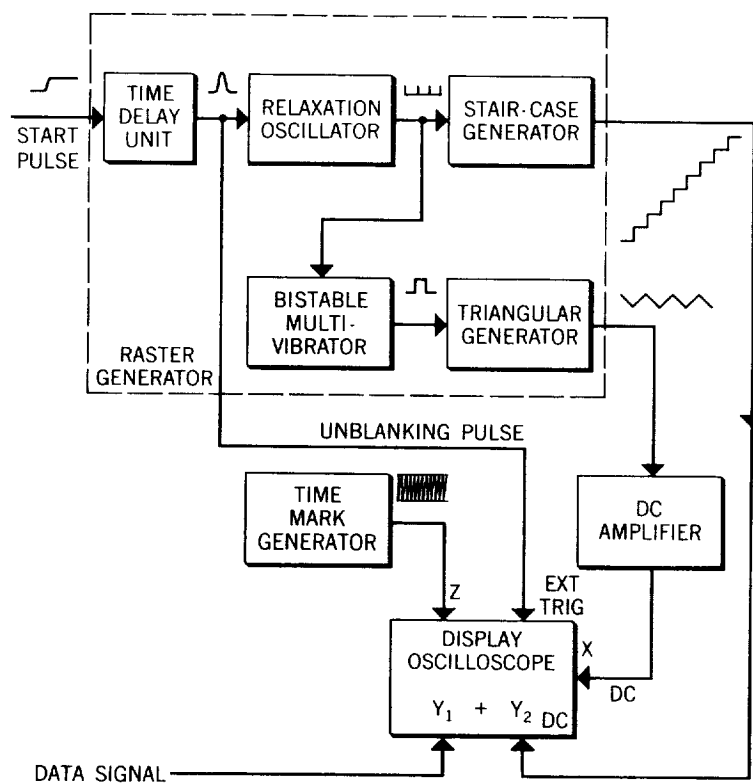 START
PULSE
TIME
DELAY
UNIT
RELAXATION
OSCILLATOR
STAIR-CASE
GENERATOR
BISTABLE
MULTI-
VIBRATOR
TRIANGULAR
GENERATOR
RASTER
GENERATOR
UNBLANKING PULSE
TIME
MARK
GENERATOR
DC
AMPLIFIER
Z
EXT
TRIG
DISPLAY
OSCILLOSCOPE
X
DC
Y1 + Y2 DC
DATA SIGNAL